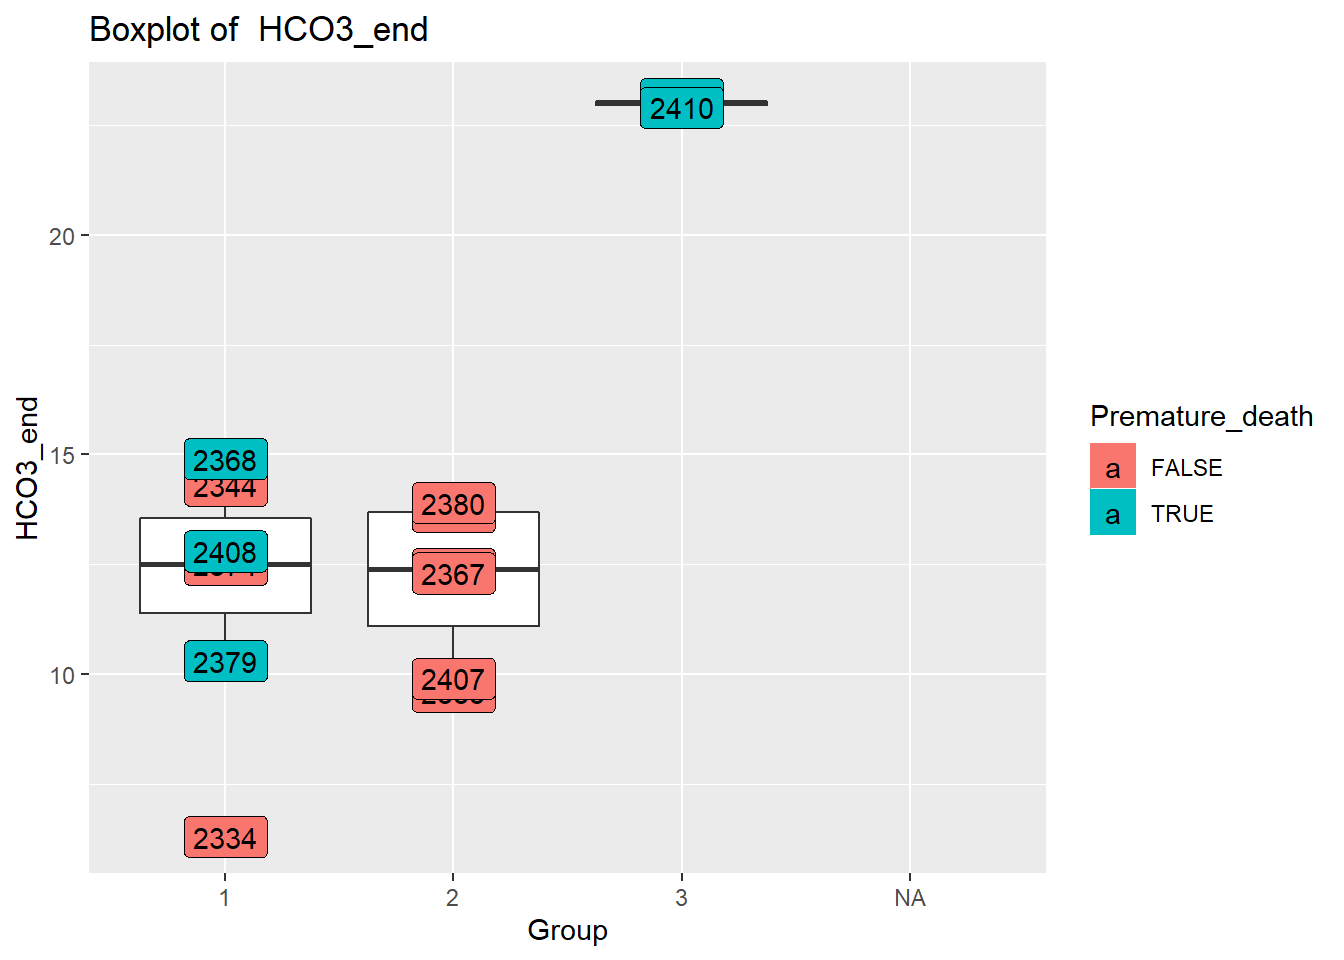 Boxplot of  HCO3_end
2410
20
15
10
HCO3_end
2368
2344
2408
2379
2334
2380
2367
2407
1
2
3
NA
Group
Premature_death
a FALSE
a TRUE